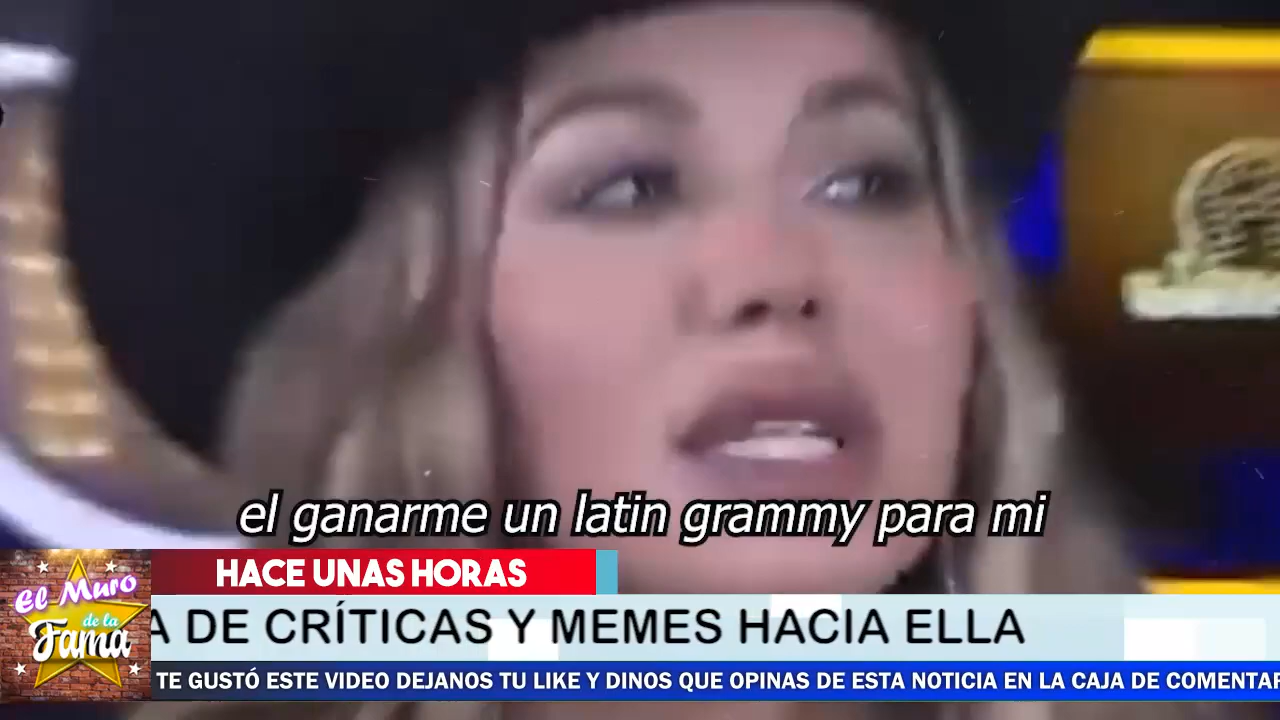 el ganarme un latin grammy para mi
HACE UNAS HORAS
El Muro
de la
Fama
A DE CRÍTICAS Y MEMES HACIA ELLA
TE GUSTÓ ESTE VIDEO DEJANOS TU LIKE Y DINOS QUE OPINAS DE ESTA NOTICIA EN LA CAJA DE COMENTAR